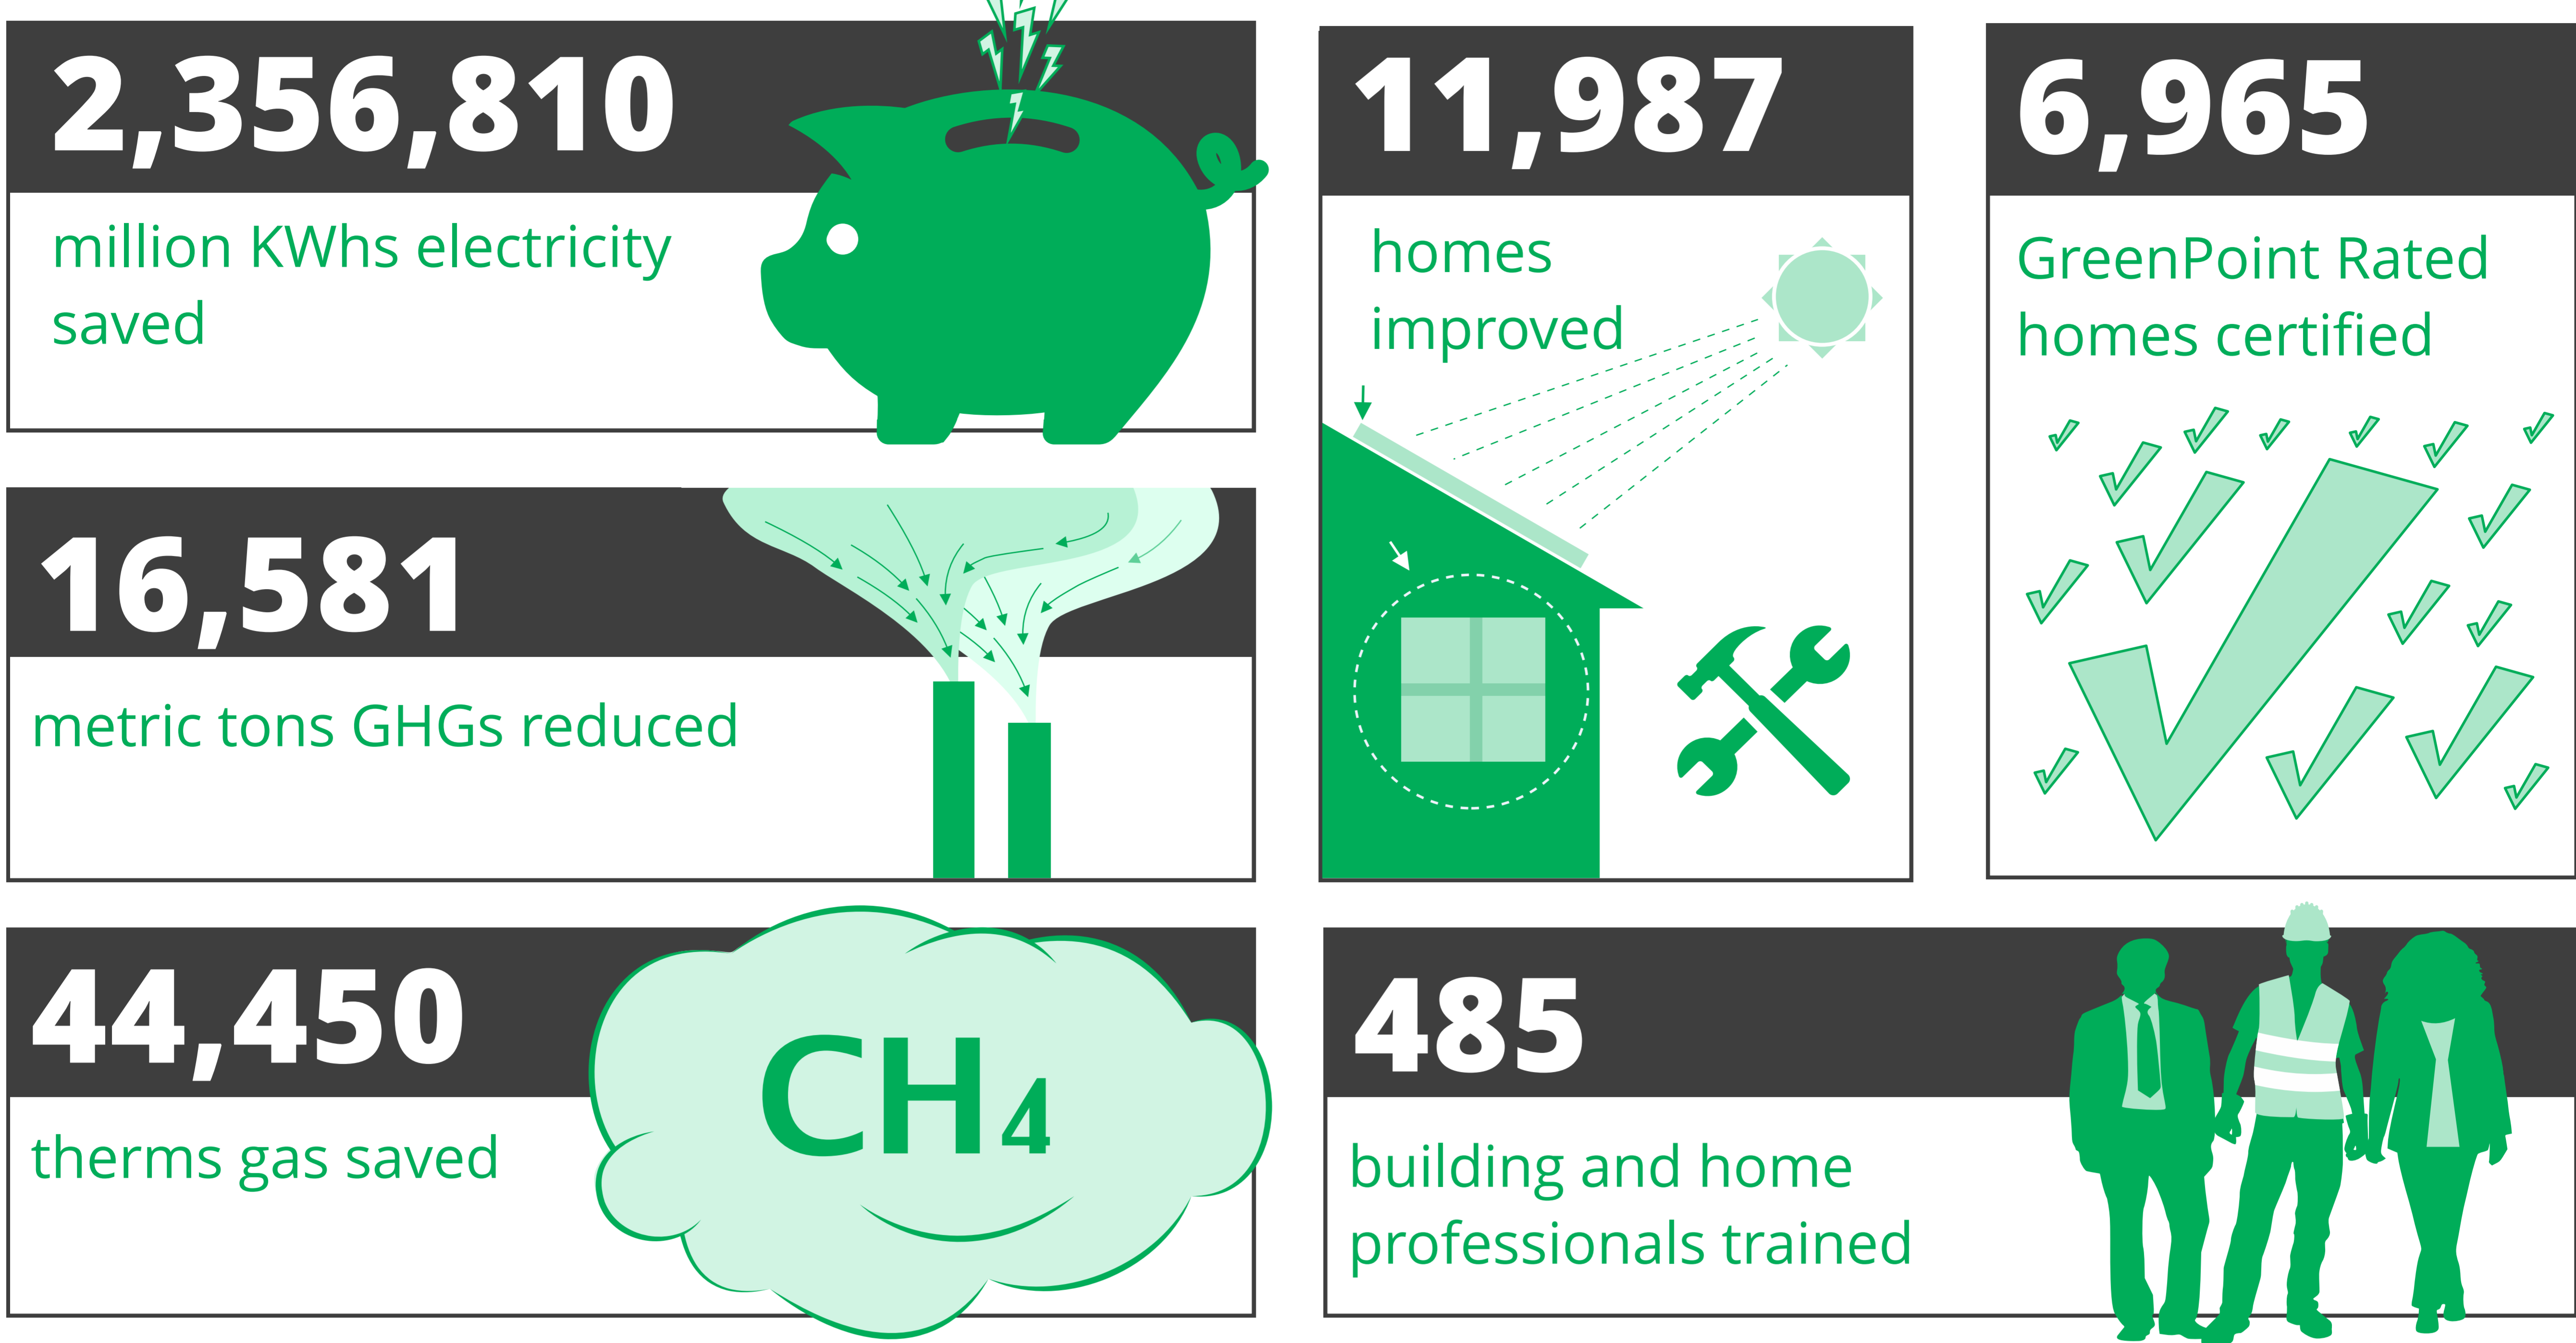 2,356,810
million KWhs electricity
saved
11,987
homes
improved
6,965
GreenPoint Rated
homes certified
16,581
metric tons GHGs reduced
44,450
therms gas saved
CH4
485
building and home
professionals trained